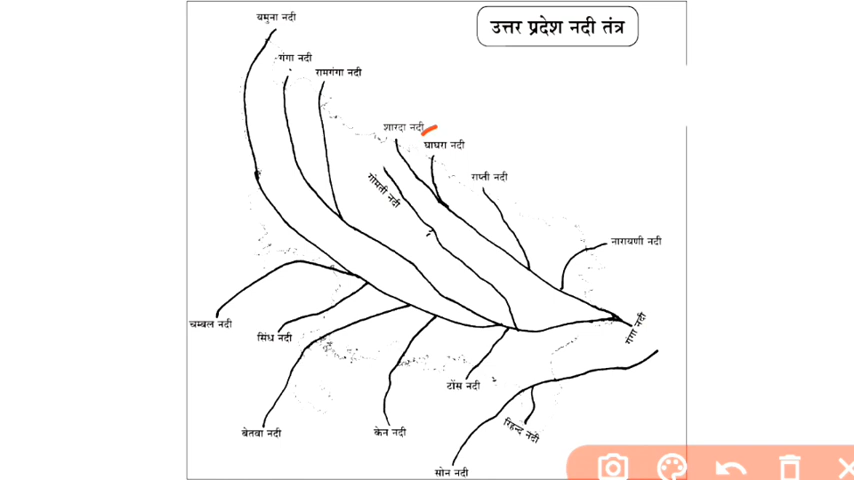 यमुना नदी
उत्तर प्रदेश नदी तंत्र
गंगा नदी
रामगंगा नदी
शारदा नदी
घाघरा नदी
गोमती नदी
राप्ती नदी
नारायणी नदी
चम्बल नदी
सिंध नदी
गंगा नदी
टोंस नदी
बेतवा नदी
केन नदी
रिहन्द नदी
सोन नदी